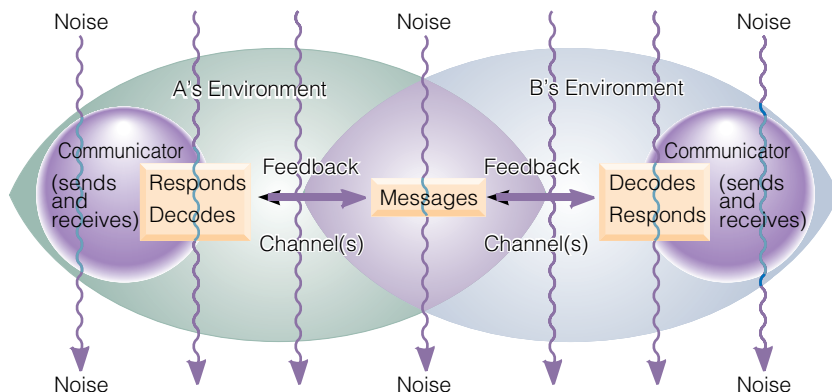 Noise
Noise
Noise
A's Environment
B's Environment
Communicator
(sends
and
receives)
Responds
Decodes
Feedback
Channel(s)
Messages
Feedback
Channel(s)
Decodes
Responds
Communicator
(sends
and
receives)
Noise
Noise
Noise